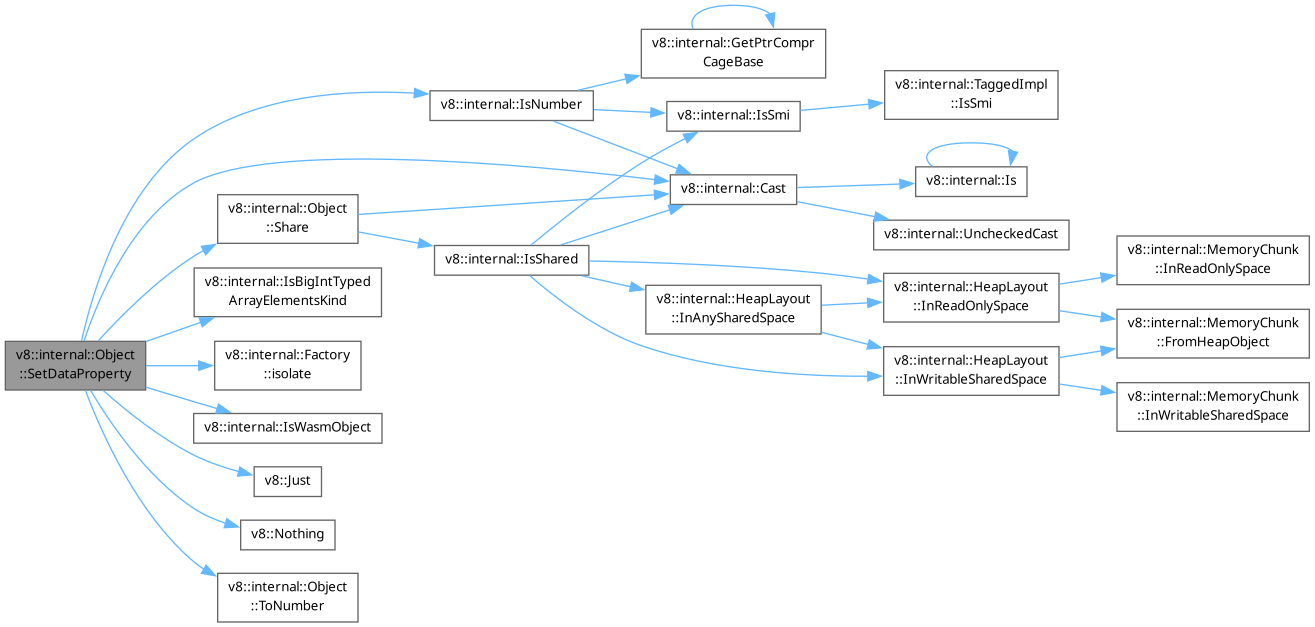 v8::internal::Object
::SetDataProperty
v8::internal::IsNumber
v8::internal::GetPtrCompr
CageBase
v8::internal::IsSmi
v8::internal::TaggedImpl
::IsSmi
v8::internal::Cast
v8::internal::Is
v8::internal::UncheckedCast
v8::internal::Object
::Share
v8::internal::IsShared
v8::internal::HeapLayout
::InAnySharedSpace
v8::internal::HeapLayout
::InReadOnlySpace
v8::internal::MemoryChunk
::InReadOnlySpace
v8::internal::MemoryChunk
::FromHeapObject
v8::internal::HeapLayout
::InWritableSharedSpace
v8::internal::MemoryChunk
::InWritableSharedSpace
v8::internal::IsBigIntTyped
ArrayElementsKind
v8::internal::Factory
::isolate
v8::internal::IsWasmObject
v8::Just
v8::Nothing
v8::internal::Object
::ToNumber